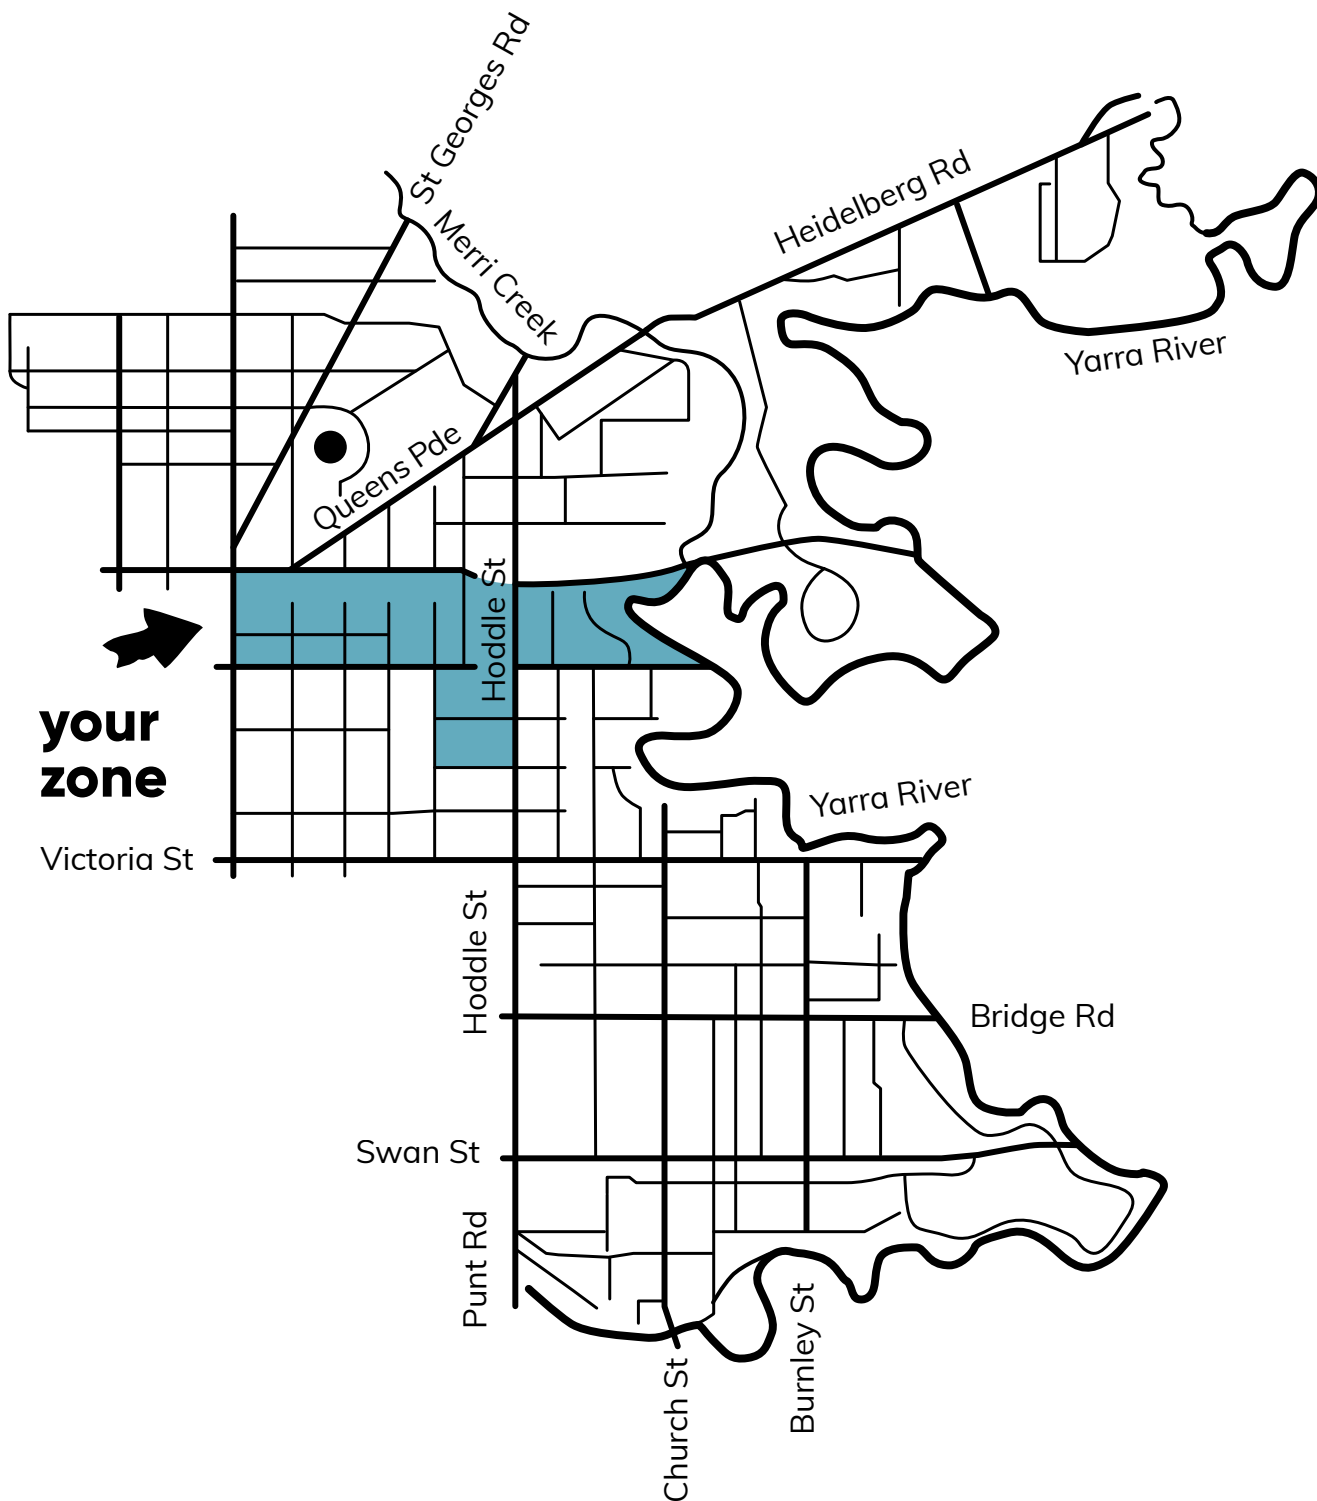 St Georges Rd
Merri Creek
Heidelberg Rd
Yarra River
Queens Pde
Hoddle St
your
zone
Yarra River
Victoria St
Hoddle St
Bridge Rd
Swan St
Punt Rd
Burnley St
Church St